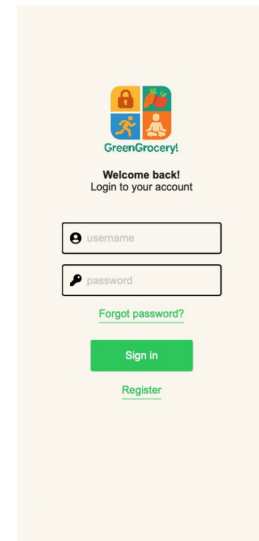 GreenGrocery!
Welcome back!
Login to your account
username
password
Forgot password?
Sign in
Register